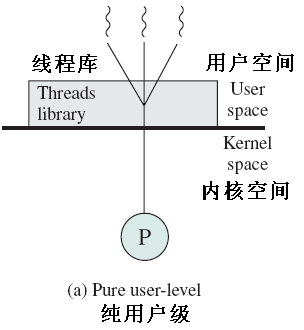 线程库
用户空间
Threads
library
User
space
Kernel
space
内核空间
P
(a) Pure user-level
纯用户级